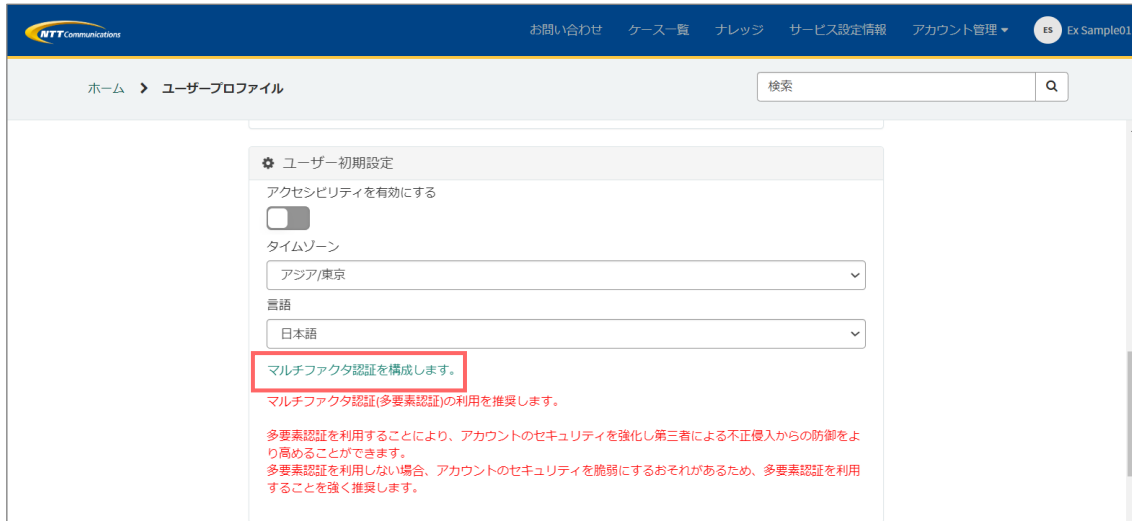 NTT Communications
お問い合わせ ケース一覧 ナレッジ サービス設定情報 アカウント管理 ES Ex Sample01
ホーム ユーザープロファイル 検索
ユーザー初期設定
アクセシビリティを有効にする
タイムゾーン
アジア/東京
言語
日本語
マルチファクタ認証を構成します。
マルチファクタ認証(多要素認証)の利用を推奨します。
多要素認証を利用することにより、アカウントのセキュリティを強化し第三者による不正侵入からの防御をよ
り高めることができます。
多要素認証を利用しない場合、アカウントのセキュリティを脆弱にするおそれがあるため、多要素認証を利用
することを強く推奨します。